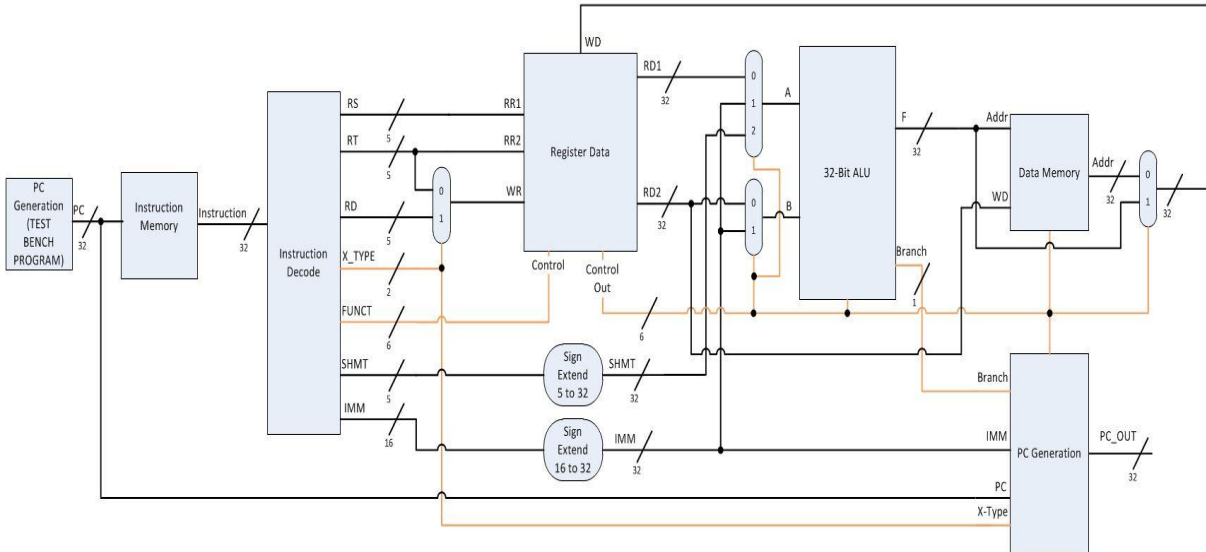 PC
Generation
(TEST
BENCH
PROGRAM)
PC
32
Instruction
Memory
Instruction
32
Instruction
Decode
RS
5
RT
5
RD
5
X_TYPE
2
FUNCT
6
SHMT
5
IMM
16
0
1
RR1
RR2
WR
WD
Register Data
RD1
32
RD2
32
Control
Control
Out
6
Sign
Extend
5 to 32
SHMT
32
Sign
Extend
16 to 32
IMM
32
0
1
2
0
1
A
B
32-Bit ALU
F
32
Branch
1
Addr
WD
Data Memory
Addr
32
0
1
32
Branch
IMM
PC
X-Type
PC Generation
PC_OUT
32